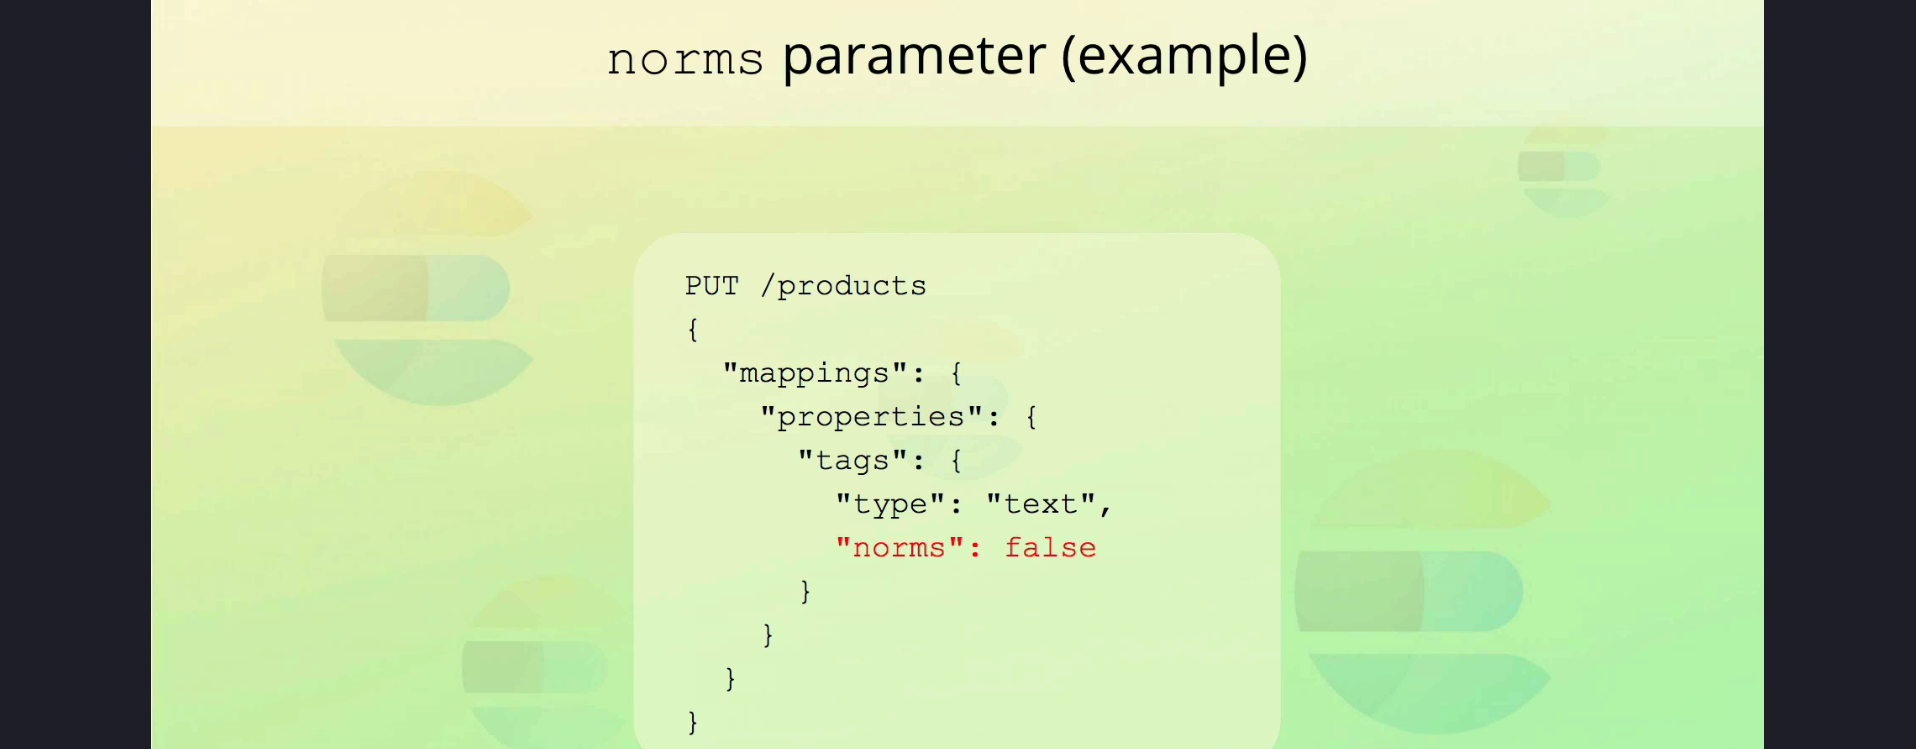 norms parameter (example)
PUT /products
{
  "mappings": {
    "properties": {
      "tags": {
        "type": "text",
        "norms": false
      }
    }
  }
}